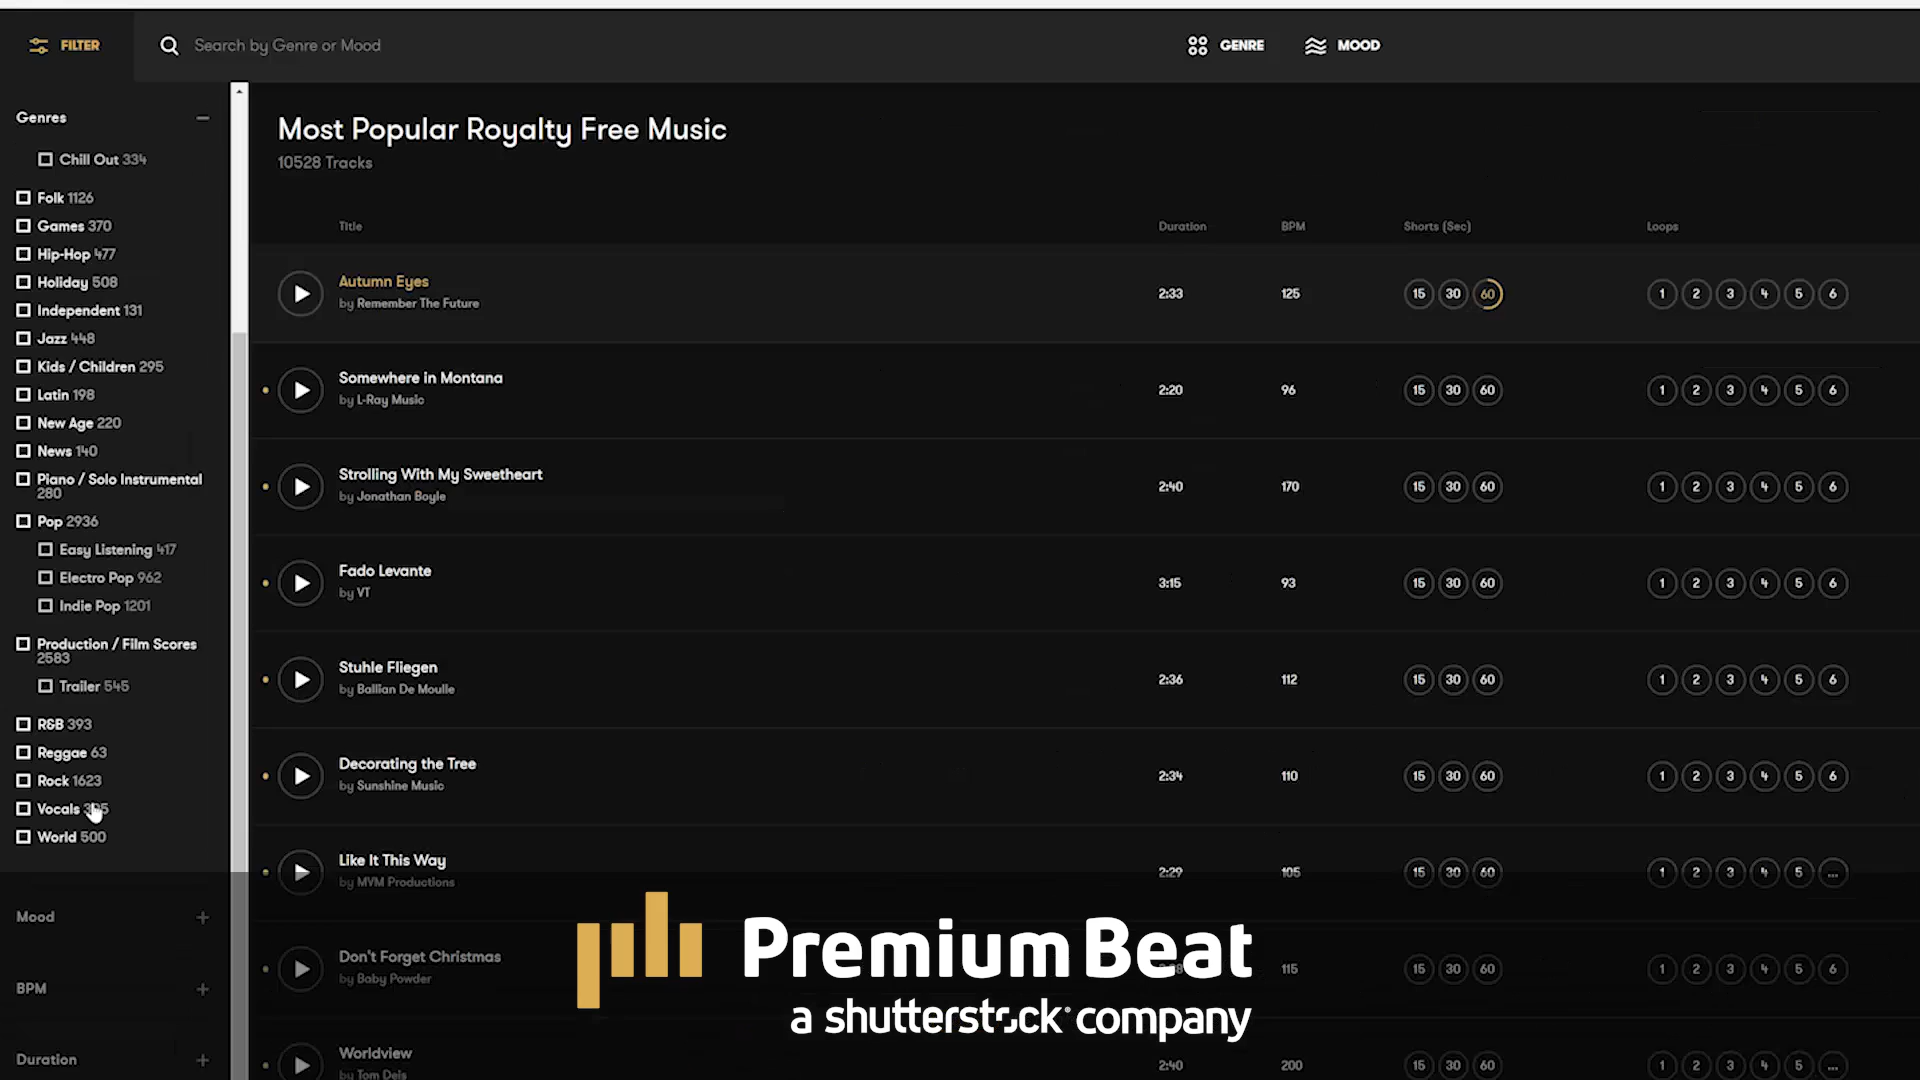 FILTER
Search by Genre or Mood
GENRE
MOOD
Genres
Chill Out 334
Folk 1126
Games 370
Hip-Hop 477
Holiday 508
Independent 131
Jazz 448
Kids / Children 295
Latin 198
New Age 220
News 140
Piano / Solo Instrumental
280
Pop 2936
Easy Listening 417
Electro Pop 962
Indie Pop 1201
Production / Film Scores
2583
Trailer 545
R&B 393
Reggae 63
Rock 1623
Vocals
World 500
Mood
BPM
Duration
Most Popular Royalty Free Music
10528 Tracks
Title Duration BPM Shorts (Sec) Loops
Autumn Eyes
by Remember The Future
2:33 125 15 30 60 1 2 3 4 5 6
Somewhere in Montana
by L-Ray Music
2:20 96 15 30 60 1 2 3 4 5 6
Strolling With My Sweetheart
by Jonathan Boyle
2:40 170 15 30 60 1 2 3 4 5 6
Fado Levante
by VT
3:15 93 15 30 60 1 2 3 4 5 6
Stuhle Fliegen
by Ballian De Moulle
2:36 112 15 30 60 1 2 3 4 5 6
Decorating the Tree
by Sunshine Music
2:34 110 15 30 60 1 2 3 4 5 6
Like It This Way
by MVM Productions
2:29 105 15 30 60 1 2 3 4 5 ...
Don't Forget Christmas
by Baby Powder
115 15 30 60 1 2 3 4 5 6
Worldview
by Tom Deis
2:40 200 15 30 60 1 2 3 4 5 ...
PremiumBeat
a shutterstock company